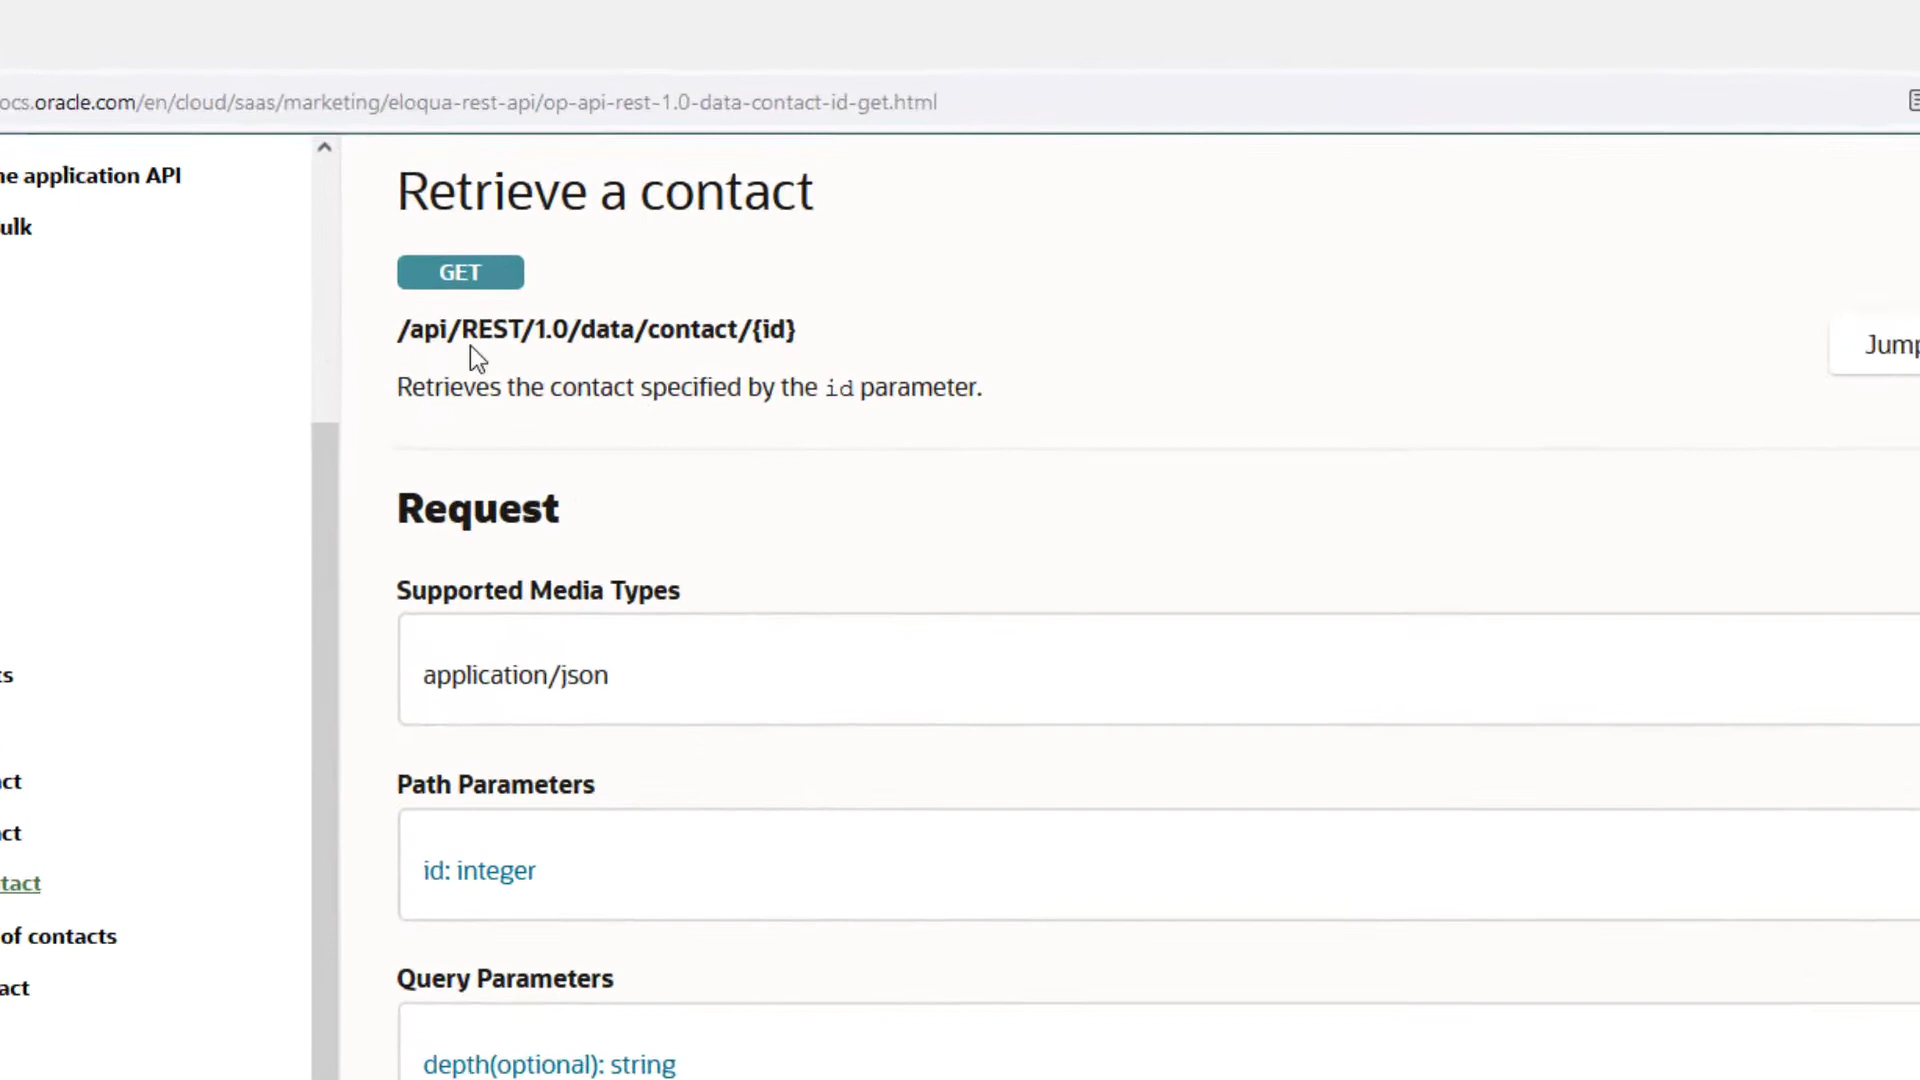 ocs.oracle.com/en/cloud/saas/marketing/eloqua-rest-api/op-api-rest-1.0-data-contact-id-get.html
ne application API
ulk
ts
act
act
tact
of contacts
act
Retrieve a contact
GET
/api/REST/1.0/data/contact/{id}
Jump
Retrieves the contact specified by the id parameter.
Request
Supported Media Types
application/json
Path Parameters
id: integer
Query Parameters
depth(optional): string